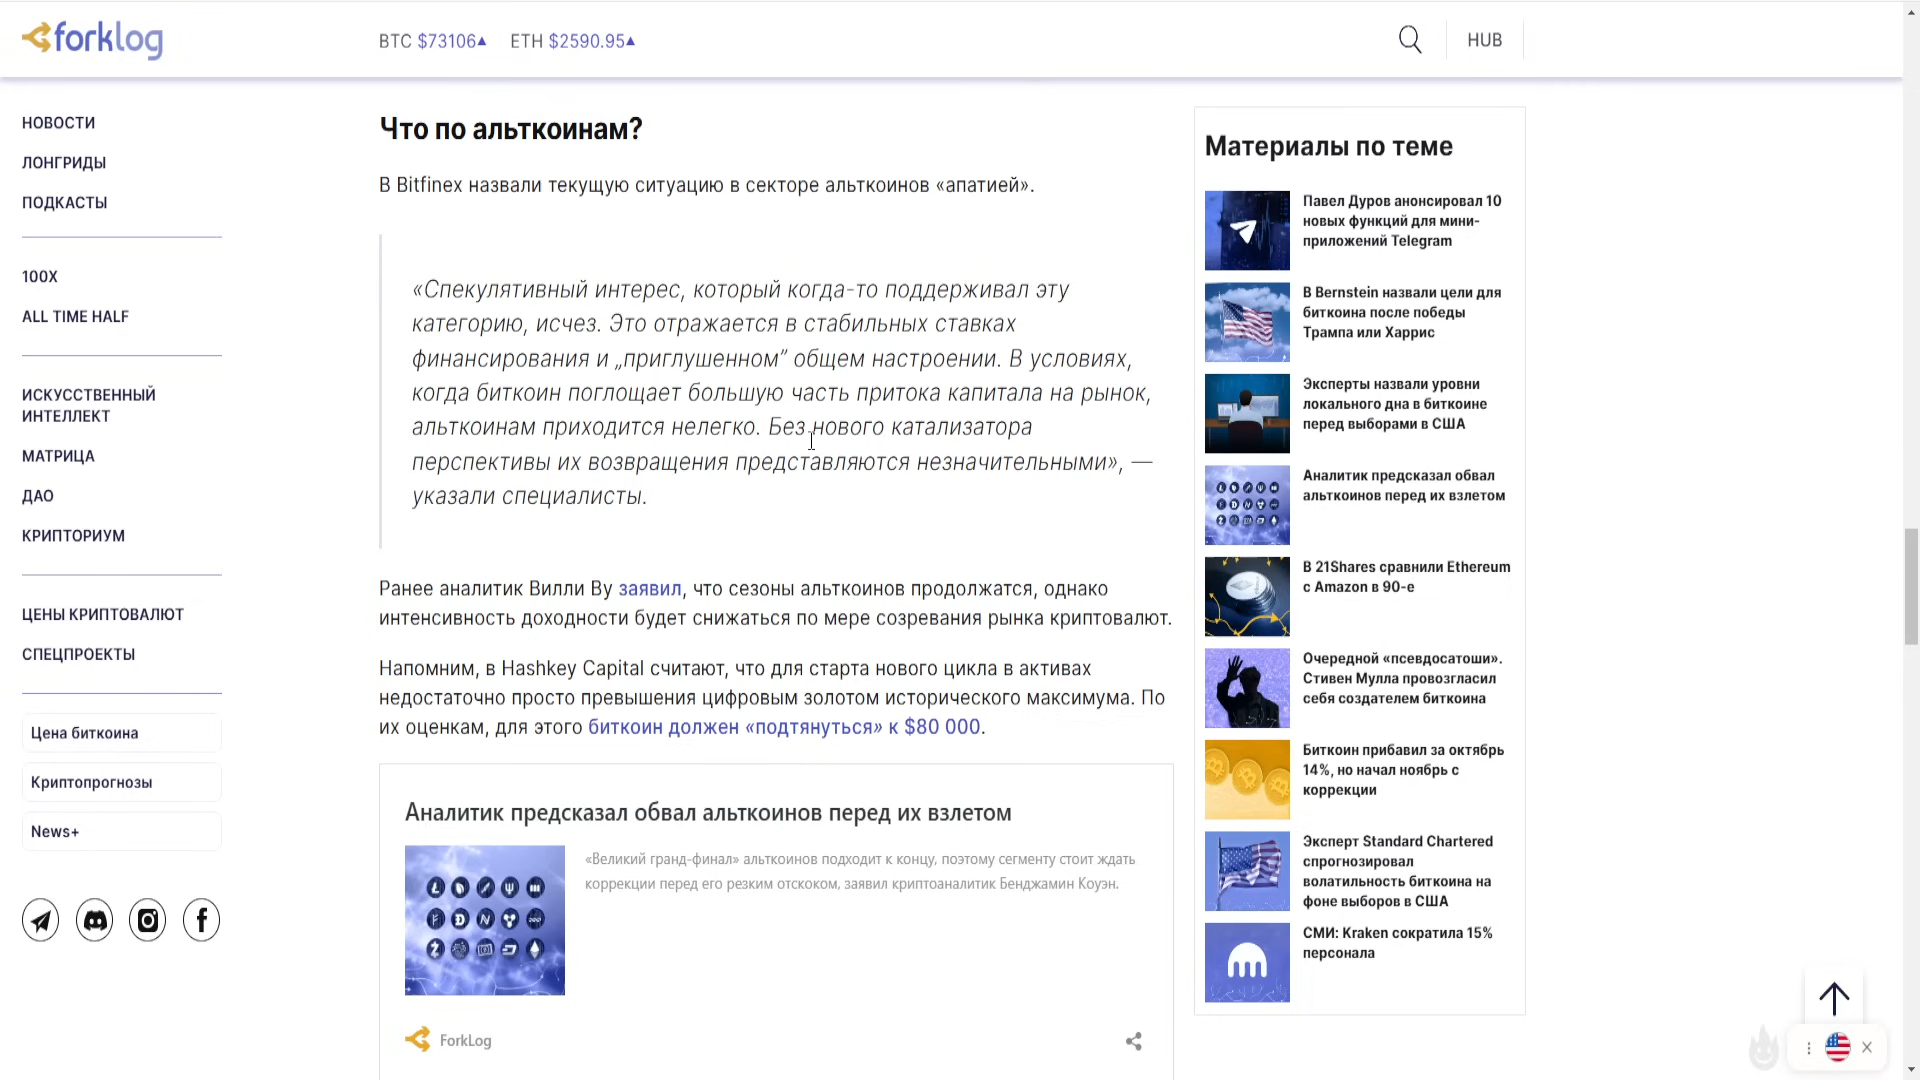 forklog
BTC $73106▲ ETH $2590.95▲
HUB
НОВОСТИ
ЛОНГРИДЫ
ПОДКАСТЫ
100X
ALL TIME HALF
ИСКУССТВЕННЫЙ
ИНТЕЛЛЕКТ
МАТРИЦА
ДАО
КРИПТОРИУМ
ЦЕНЫ КРИПТОВАЛЮТ
СПЕЦПРОЕКТЫ
Цена биткоина
Криптопрогнозы
News+
Что по альткоинам?
В Bitfinex назвали текущую ситуацию в секторе альткоинов «апатией».
«Спекулятивный интерес, который когда-то поддерживал эту
категорию, исчез. Это отражается в стабильных ставках
финансирования и „приглушенном” общем настроении. В условиях,
когда биткоин поглощает большую часть притока капитала на рынок,
альткоинам приходится нелегко. Без нового катализатора
перспективы их возвращения представляются незначительными», —
указали специалисты.
Ранее аналитик Вилли Ву заявил, что сезоны альткоинов продолжатся, однако
интенсивность доходности будет снижаться по мере созревания рынка криптовалют.
Напомним, в Hashkey Capital считают, что для старта нового цикла в активах
недостаточно просто превышения цифровым золотом исторического максимума. По
их оценкам, для этого биткоин должен «подтянуться» к $80 000.
Аналитик предсказал обвал альткоинов перед их взлетом
«Великий гранд-финал» альткоинов подходит к концу, поэтому сегменту стоит ждать
коррекции перед его резким отскоком, заявил криптоаналитик Бенджамин Коуэн.
ForkLog
Материалы по теме
Павел Дуров анонсировал 10
новых функций для мини-
приложений Telegram
В Bernstein назвали цели для
биткоина после победы
Трампа или Харрис
Эксперты назвали уровни
локального дна в биткоине
перед выборами в США
Аналитик предсказал обвал
альткоинов перед их взлетом
В 21Shares сравнили Ethereum
с Amazon в 90-е
Очередной «псевдосатоши».
Стивен Мулла провозгласил
себя создателем биткоина
Биткоин прибавил за октябрь
14%, но начал ноябрь с
коррекции
Эксперт Standard Chartered
спрогнозировал
волатильность биткоина на
фоне выборов в США
СМИ: Kraken сократила 15%
персонала